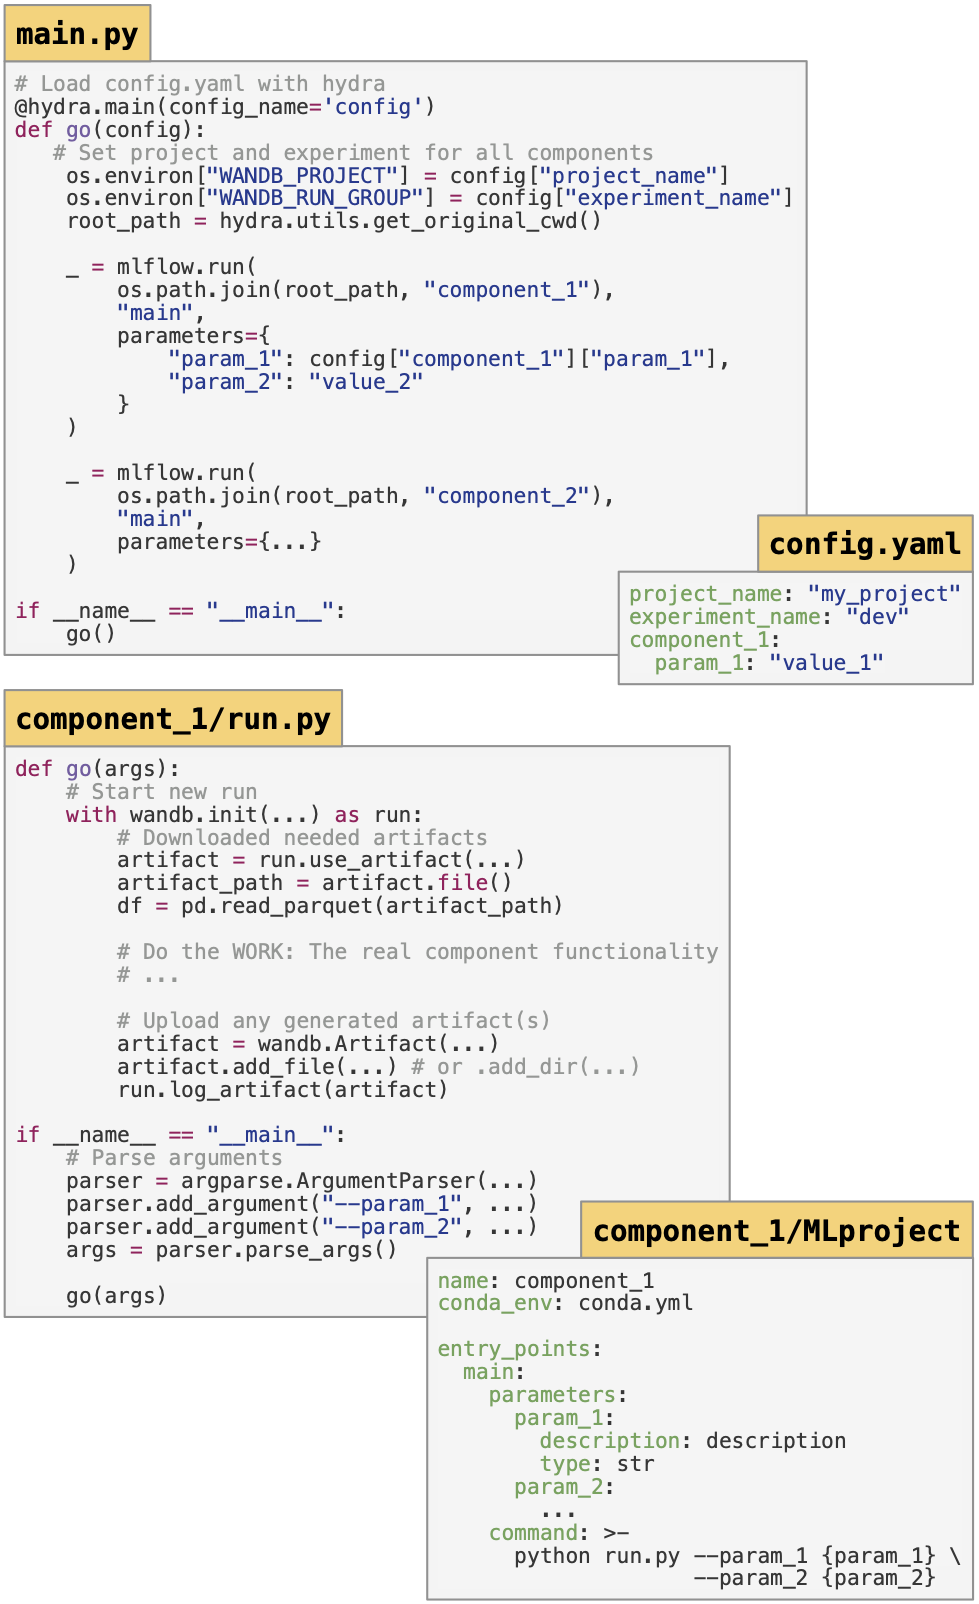 main.py
# Load config.yaml with hydra
@hydra.main(config_name='config')
def go(config):
   # Set project and experiment for all components
    os.environ["WANDB_PROJECT"] = config["project_name"]
    os.environ["WANDB_RUN_GROUP"] = config["experiment_name"]
    root_path = hydra.utils.get_original_cwd()

    _ = mlflow.run(
        os.path.join(root_path, "component_1"),
        "main",
        parameters={
            "param_1": config["component_1"]["param_1"],
            "param_2": "value_2"
        }
    )

    _ = mlflow.run(
        os.path.join(root_path, "component_2"),
        "main",
        parameters={...}
    )

if __name__ == "__main__":
    go()
config.yaml
project_name: "my_project"
experiment_name: "dev"
component_1:
  param_1: "value_1"
component_1/run.py
def go(args):
    # Start new run
    with wandb.init(...) as run:
        # Downloaded needed artifacts
        artifact = run.use_artifact(...)
        artifact_path = artifact.file()
        df = pd.read_parquet(artifact_path)

        # Do the WORK: The real component functionality
        # ...

        # Upload any generated artifact(s)
        artifact = wandb.Artifact(...)
        artifact.add_file(...) # or .add_dir(...)
        run.log_artifact(artifact)

if __name__ == "__main__":
    # Parse arguments
    parser = argparse.ArgumentParser(...)
    parser.add_argument("--param_1", ...)
    parser.add_argument("--param_2", ...)
    args = parser.parse_args()

    go(args)
component_1/MLproject
name: component_1
conda_env: conda.yml

entry_points:
  main:
    parameters:
      param_1:
        description: description
        type: str
      param_2:
        ...
    command: >-
      python run.py --param_1 {param_1} \
                    --param_2 {param_2}